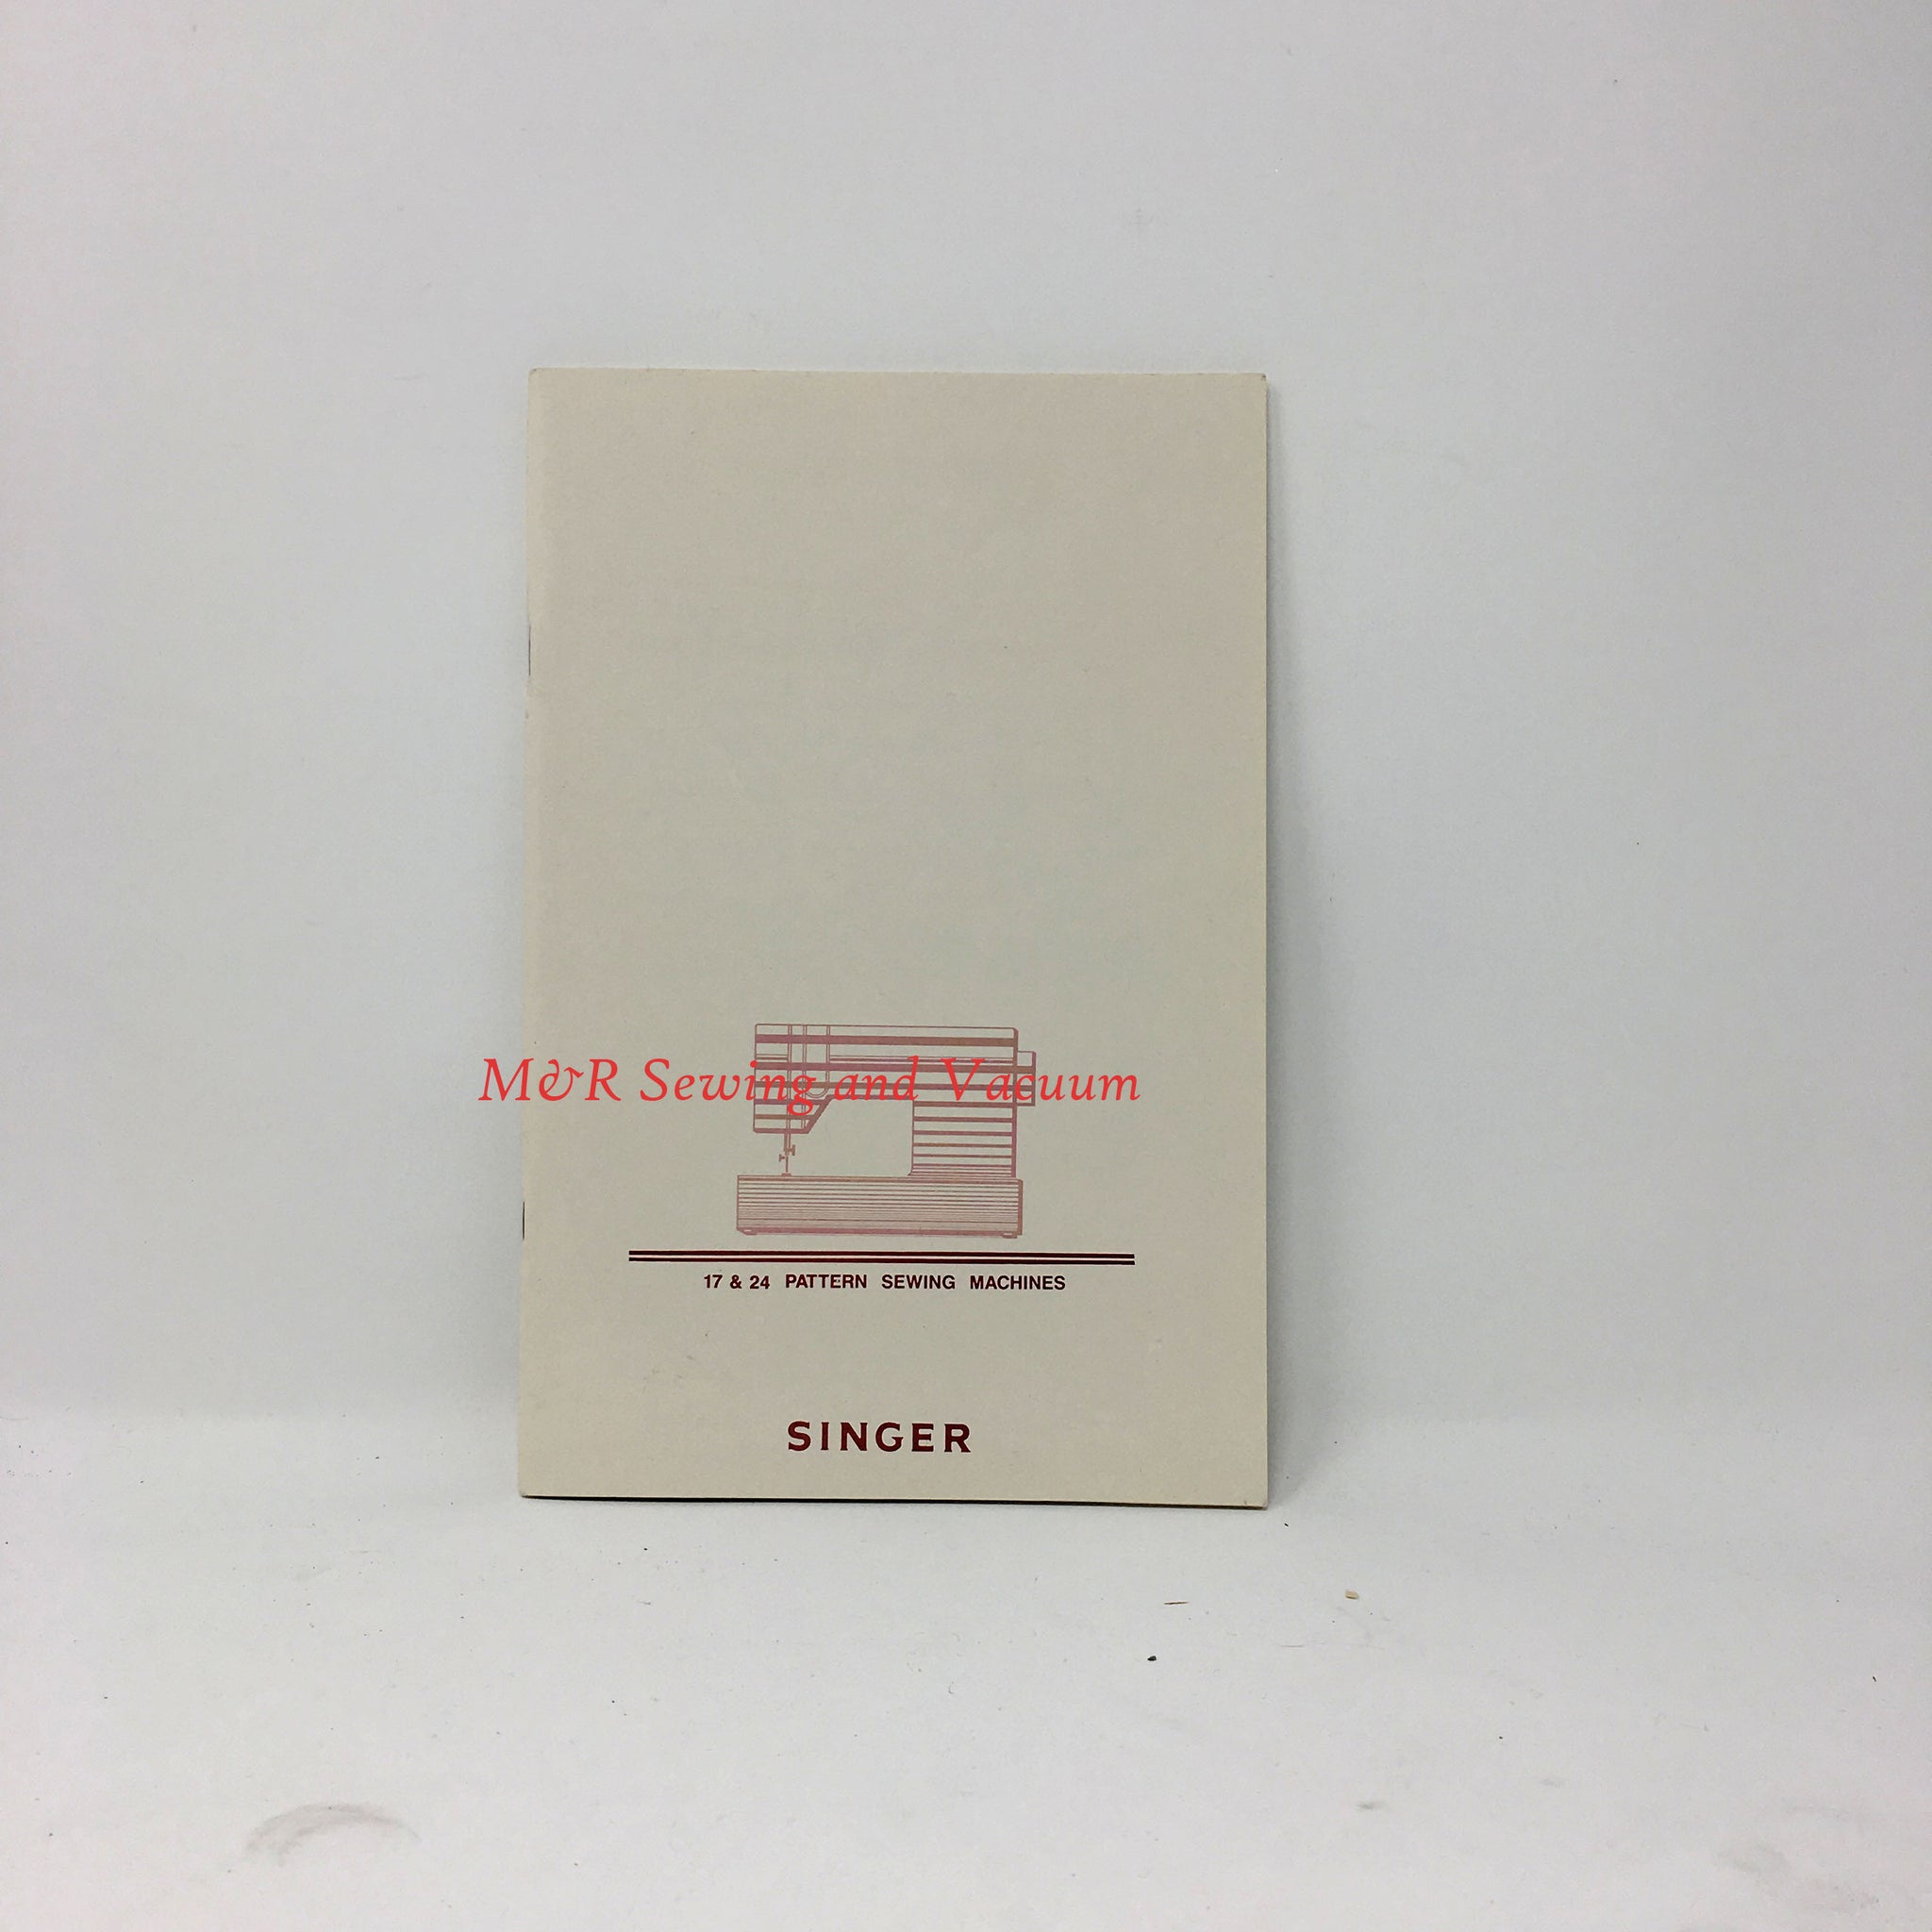 M&R Sewing and Vacuum
17 & 24 PATTERN SEWING MACHINES
SINGER